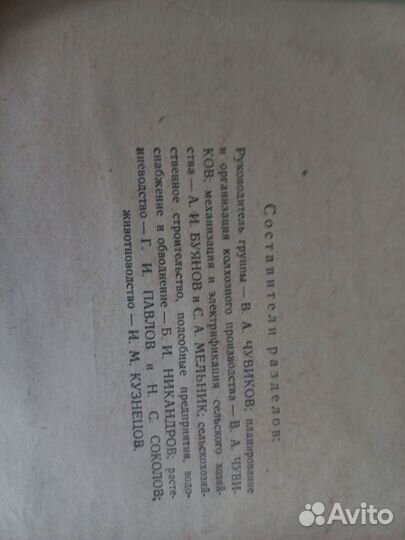 Составители разделов:
Руководитель группы — В. А. ЧУВИКОВ; планирование
и организация колхозного производства — В. А. ЧУВИ-
КОВ; механизация и электрификация сельского хозяй-
ства — А. И. БУЯНОВ и С. А. МЕЛЬНИК; сельскохозяй-
ственное строительство, подсобные предприятия, водо-
снабжение и обводнение — Б. И. НИКАНДРОВ; расте-
ниеводство — Г. И. ПАВЛОВ и Н. С. СОКОЛОВ;
животноводство — И. М. КУЗНЕЦОВ.
Avito